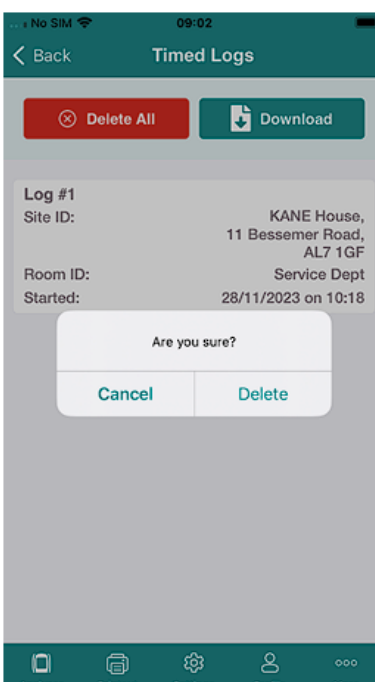 No SIM 09:02
Back Timed Logs
Delete All Download
Log #1
Site ID: KANE House,
11 Bessemer Road,
AL7 1GF
Room ID: Service Dept
Started: 28/11/2023 on 10:18
Are you sure?
Cancel Delete